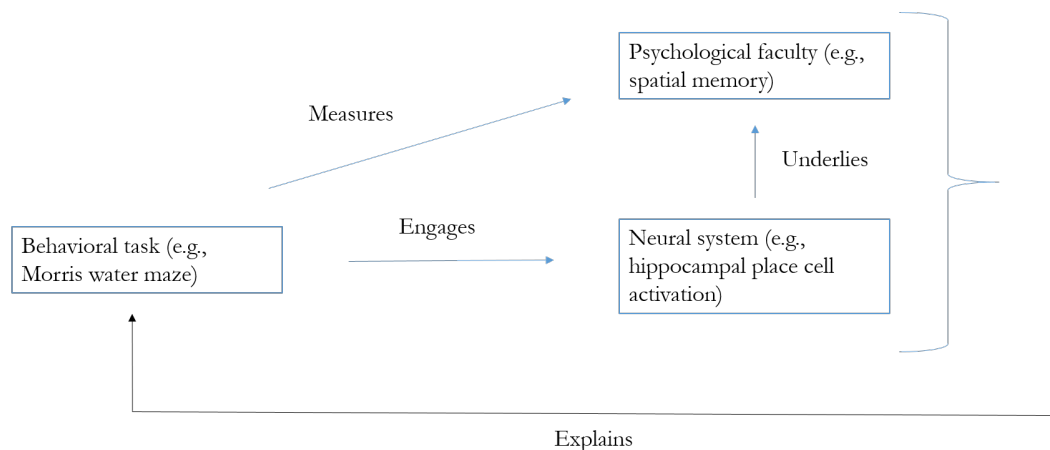 Psychological faculty (e.g.,
spatial memory)
Measures
Underlies
Engages
Behavioral task (e.g.,
Morris water maze)
Neural system (e.g.,
hippocampal place cell
activation)
Explains